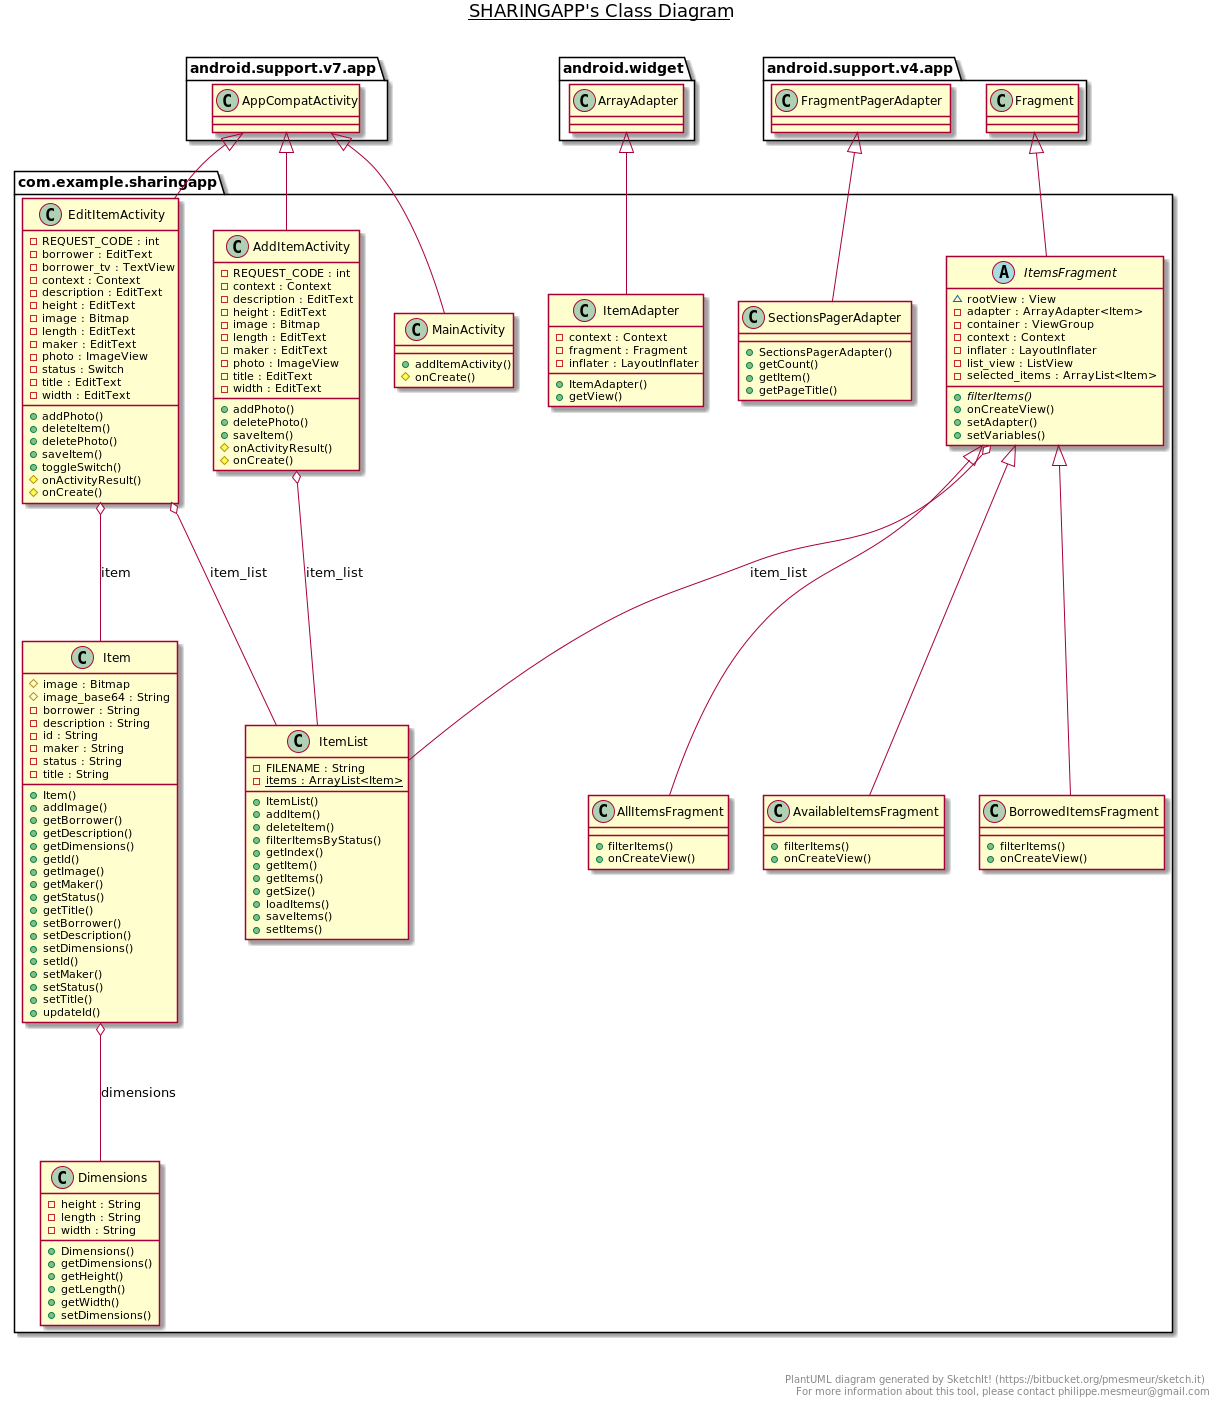 SHARINGAPP's Class Diagram
android.support.v7.app
C AppCompatActivity
android.widget
C ArrayAdapter
android.support.v4.app
C FragmentPagerAdapter
C Fragment
com.example.sharingapp
C EditItemActivity
REQUEST_CODE : int
borrower : EditText
borrower_tv : TextView
context : Context
description : EditText
height : EditText
image : Bitmap
length : EditText
maker : EditText
photo : ImageView
status : Switch
title : EditText
width : EditText
addPhoto()
deleteItem()
deletePhoto()
saveItem()
toggleSwitch()
onActivityResult()
onCreate()
C AddItemActivity
REQUEST_CODE : int
context : Context
description : EditText
height : EditText
image : Bitmap
length : EditText
maker : EditText
photo : ImageView
title : EditText
width : EditText
addPhoto()
deletePhoto()
saveItem()
onActivityResult()
onCreate()
C MainActivity
addItemActivity()
onCreate()
C ItemAdapter
context : Context
fragment : Fragment
inflater : LayoutInflater
ItemAdapter()
getView()
C SectionsPagerAdapter
SectionsPagerAdapter()
getCount()
getItem()
getPageTitle()
A ItemsFragment
rootView : View
adapter : ArrayAdapter<Item>
container : ViewGroup
context : Context
inflater : LayoutInflater
list_view : ListView
selected_items : ArrayList<Item>
filterItems()
onCreateView()
setAdapter()
setVariables()
item
item_list
item_list
item_list
C Item
image : Bitmap
image_base64 : String
borrower : String
description : String
id : String
maker : String
status : String
title : String
Item()
addImage()
getBorrower()
getDescription()
getDimensions()
getId()
getImage()
getMaker()
getStatus()
getTitle()
setBorrower()
setDescription()
setDimensions()
setId()
setMaker()
setStatus()
setTitle()
updateId()
C ItemList
FILENAME : String
items : ArrayList<Item>
ItemList()
addItem()
deleteItem()
filterItemsByStatus()
getIndex()
getItem()
getItems()
getSize()
loadItems()
saveItems()
setItems()
C AllItemsFragment
filterItems()
onCreateView()
C AvailableItemsFragment
filterItems()
onCreateView()
C BorrowedItemsFragment
filterItems()
onCreateView()
dimensions
C Dimensions
height : String
length : String
width : String
Dimensions()
getDimensions()
getHeight()
getLength()
getWidth()
setDimensions()
PlantUML diagram generated by SketchIt! (https://bitbucket.org/pmesmeur/sketch.it)
For more information about this tool, please contact philippe.mesmeur@gmail.com